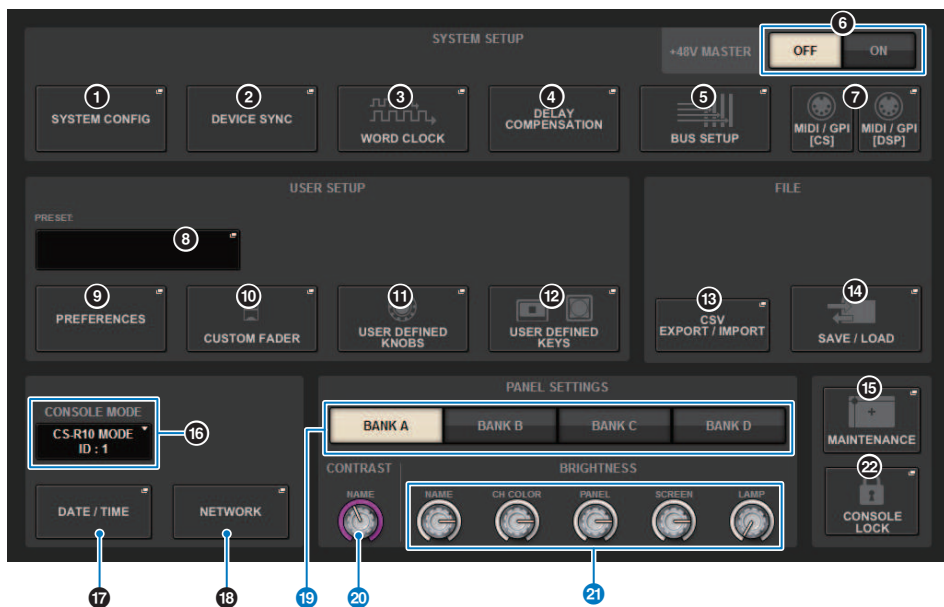 SYSTEM SETUP
+48V MASTER
6
OFF
ON
1
SYSTEM CONFIG
2
DEVICE SYNC
3
WORD CLOCK
4
DELAY
COMPENSATION
5
BUS SETUP
7
MIDI / GPI
[CS]
MIDI / GPI
[DSP]
USER SETUP
PRESET:
8
9
PREFERENCES
10
CUSTOM FADER
11
USER DEFINED
KNOBS
12
USER DEFINED
KEYS
FILE
13
CSV
EXPORT / IMPORT
14
SAVE / LOAD
CONSOLE MODE
CS-R10 MODE
ID : 1
16
DATE / TIME
NETWORK
17
18
PANEL SETTINGS
BANK A
BANK B
BANK C
BANK D
CONTRAST
BRIGHTNESS
NAME
NAME
CH COLOR
PANEL
SCREEN
LAMP
19
20
21
15
MAINTENANCE
22
CONSOLE
LOCK